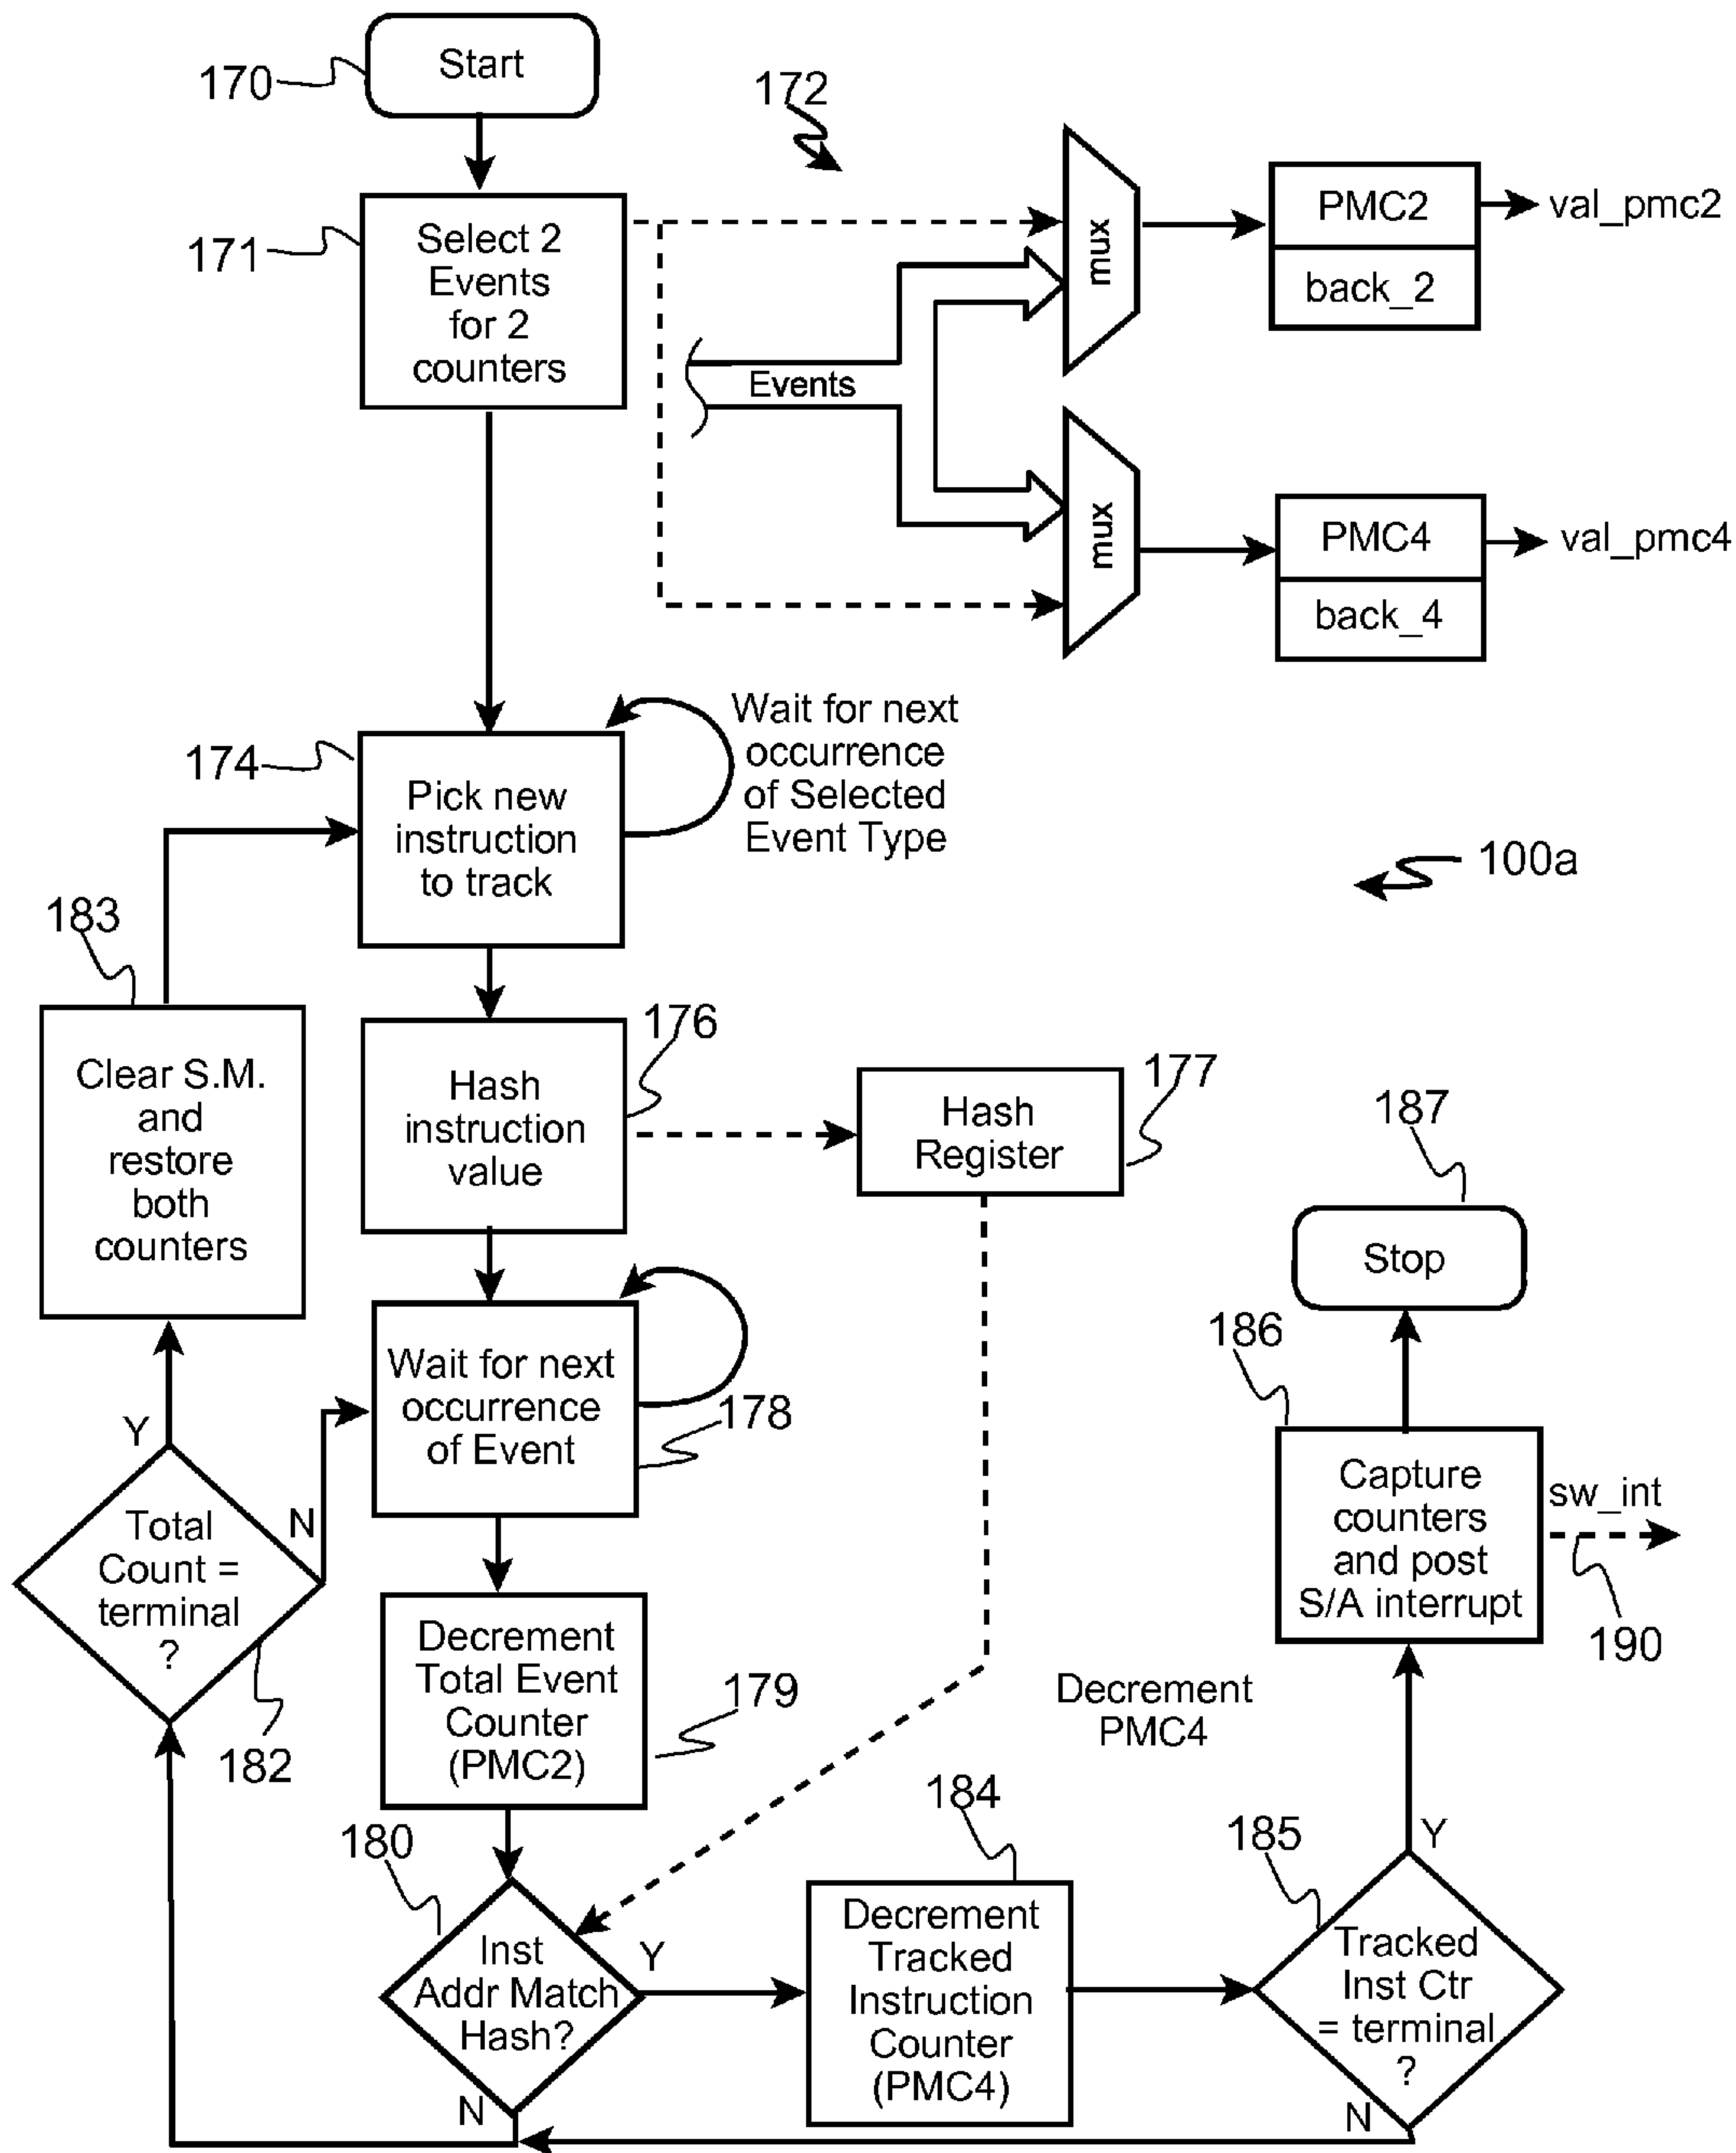 Start
170
172
171
Select 2
Events
for 2
counters
mux
PMC2
back_2
val_pmc2
Events
mux
PMC4
back_4
val_pmc4
174
Pick new
instruction
to track
Wait for next
occurrence
of Selected
Event Type
100a
183
Clear S.M.
and
restore
both
counters
176
Hash
instruction
value
177
Hash
Register
187
Stop
186
Capture
counters
and post
S/A interrupt
sw_int
190
178
Wait for next
occurrence
of Event
Y
N
Total
Count =
terminal
?
182
Decrement
Total Event
Counter
(PMC2)
179
Decrement
PMC4
180
Inst
Addr Match
Hash?
Y
N
184
Decrement
Tracked
Instruction
Counter
(PMC4)
185
Y
Tracked
Inst Ctr
= terminal
?
N